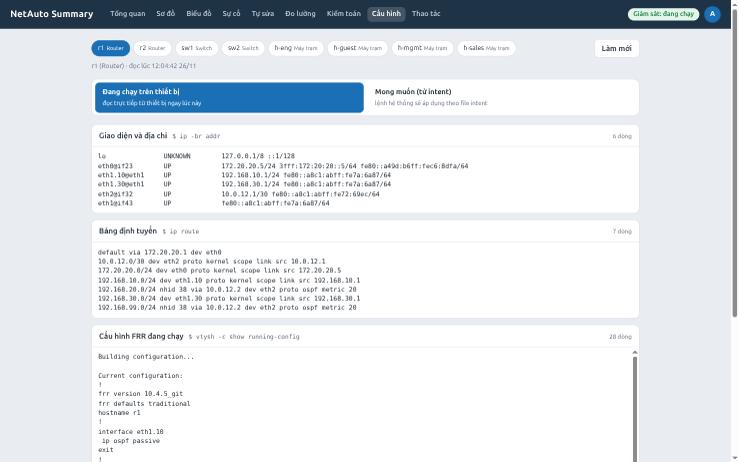 NetAuto Summary Tổng quan Sơ đồ Biểu đồ Sự cố Tự sửa Đo lường Kiểm toán Cấu hình Thao tác Giám sát: đang chạy A
r1 Router r2 Router sw1 Switch sw2 Switch h-eng Máy trạm h-guest Máy trạm h-mgmt Máy trạm h-sales Máy trạm Làm mới
r1 (Router) · đọc lúc 12:04:42 26/11
Đang chạy trên thiết bị Mong muốn (từ intent)
đọc trực tiếp từ thiết bị ngay lúc này lệnh hệ thống sẽ áp dụng theo file intent
Giao diện và địa chỉ $ ip -br addr 6 dòng
lo UNKNOWN 127.0.0.1/8 ::1/128
eth0@if23 UP 172.20.20.5/24 3fff:172:20:20::5/64 fe80::a49d:b6ff:fec6:8dfa/64
eth1.10@eth1 UP 192.168.10.1/24 fe80::a8c1:abff:fe7a:6a87/64
eth1.30@eth1 UP 192.168.30.1/24 fe80::a8c1:abff:fe7a:6a87/64
eth2@if32 UP 10.0.12.1/30 fe80::a8c1:abff:fe72:69ec/64
eth1@if43 UP fe80::a8c1:abff:fe7a:6a87/64
Bảng định tuyến $ ip route 7 dòng
default via 172.20.20.1 dev eth0
10.0.12.0/30 dev eth2 proto kernel scope link src 10.0.12.1
172.20.20.0/24 dev eth0 proto kernel scope link src 172.20.20.5
192.168.10.0/24 dev eth1.10 proto kernel scope link src 192.168.10.1
192.168.20.0/24 nhid 38 via 10.0.12.2 dev eth2 proto ospf metric 20
192.168.30.0/24 dev eth1.30 proto kernel scope link src 192.168.30.1
192.168.99.0/24 nhid 38 via 10.0.12.2 dev eth2 proto ospf metric 20
Cấu hình FRR đang chạy $ vtysh -c show running-config 28 dòng
Building configuration...
Current configuration:
!
frr version 10.4.5_git
frr defaults traditional
hostname r1
!
interface eth1.10
ip ospf passive
exit
!